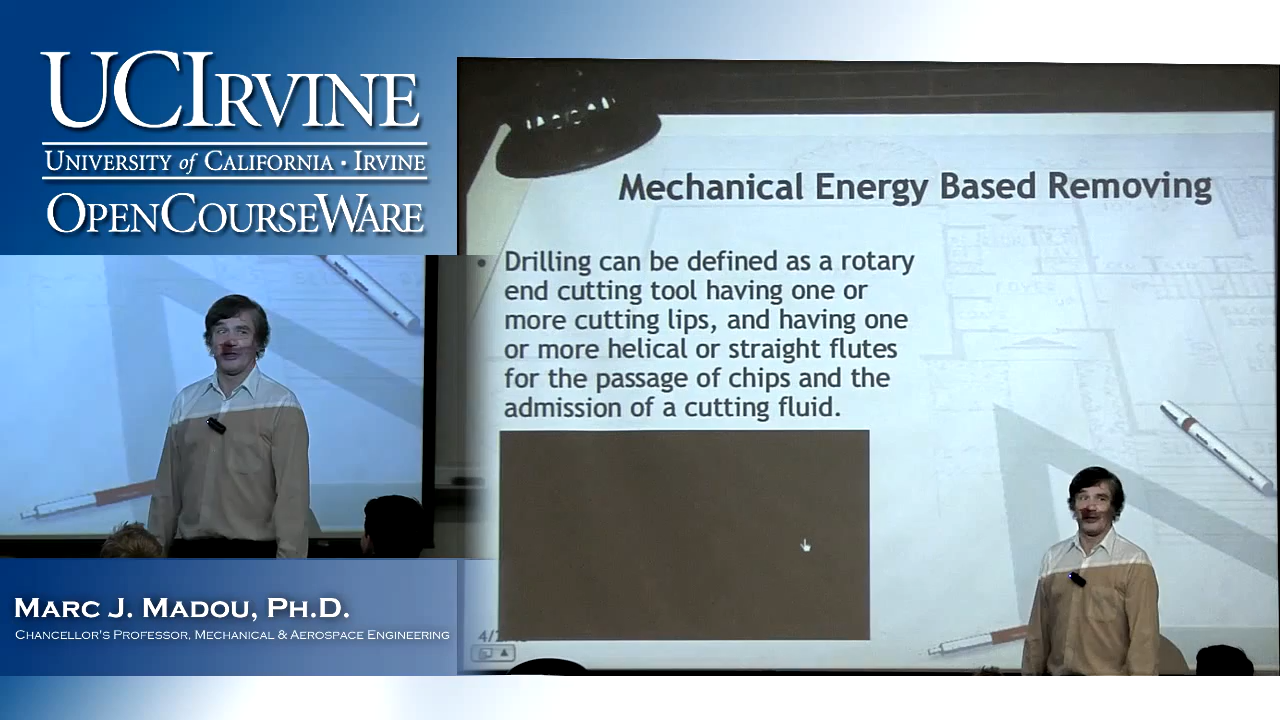 UCIRVINE
UNIVERSITY of CALIFORNIA · IRVINE
OPENCOURSEWARE
MARC J. MADOU, PH.D.
CHANCELLOR'S PROFESSOR, MECHANICAL & AEROSPACE ENGINEERING
Mechanical Energy Based Removing
• Drilling can be defined as a rotary
end cutting tool having one or
more cutting lips, and having one
or more helical or straight flutes
for the passage of chips and the
admission of a cutting fluid.